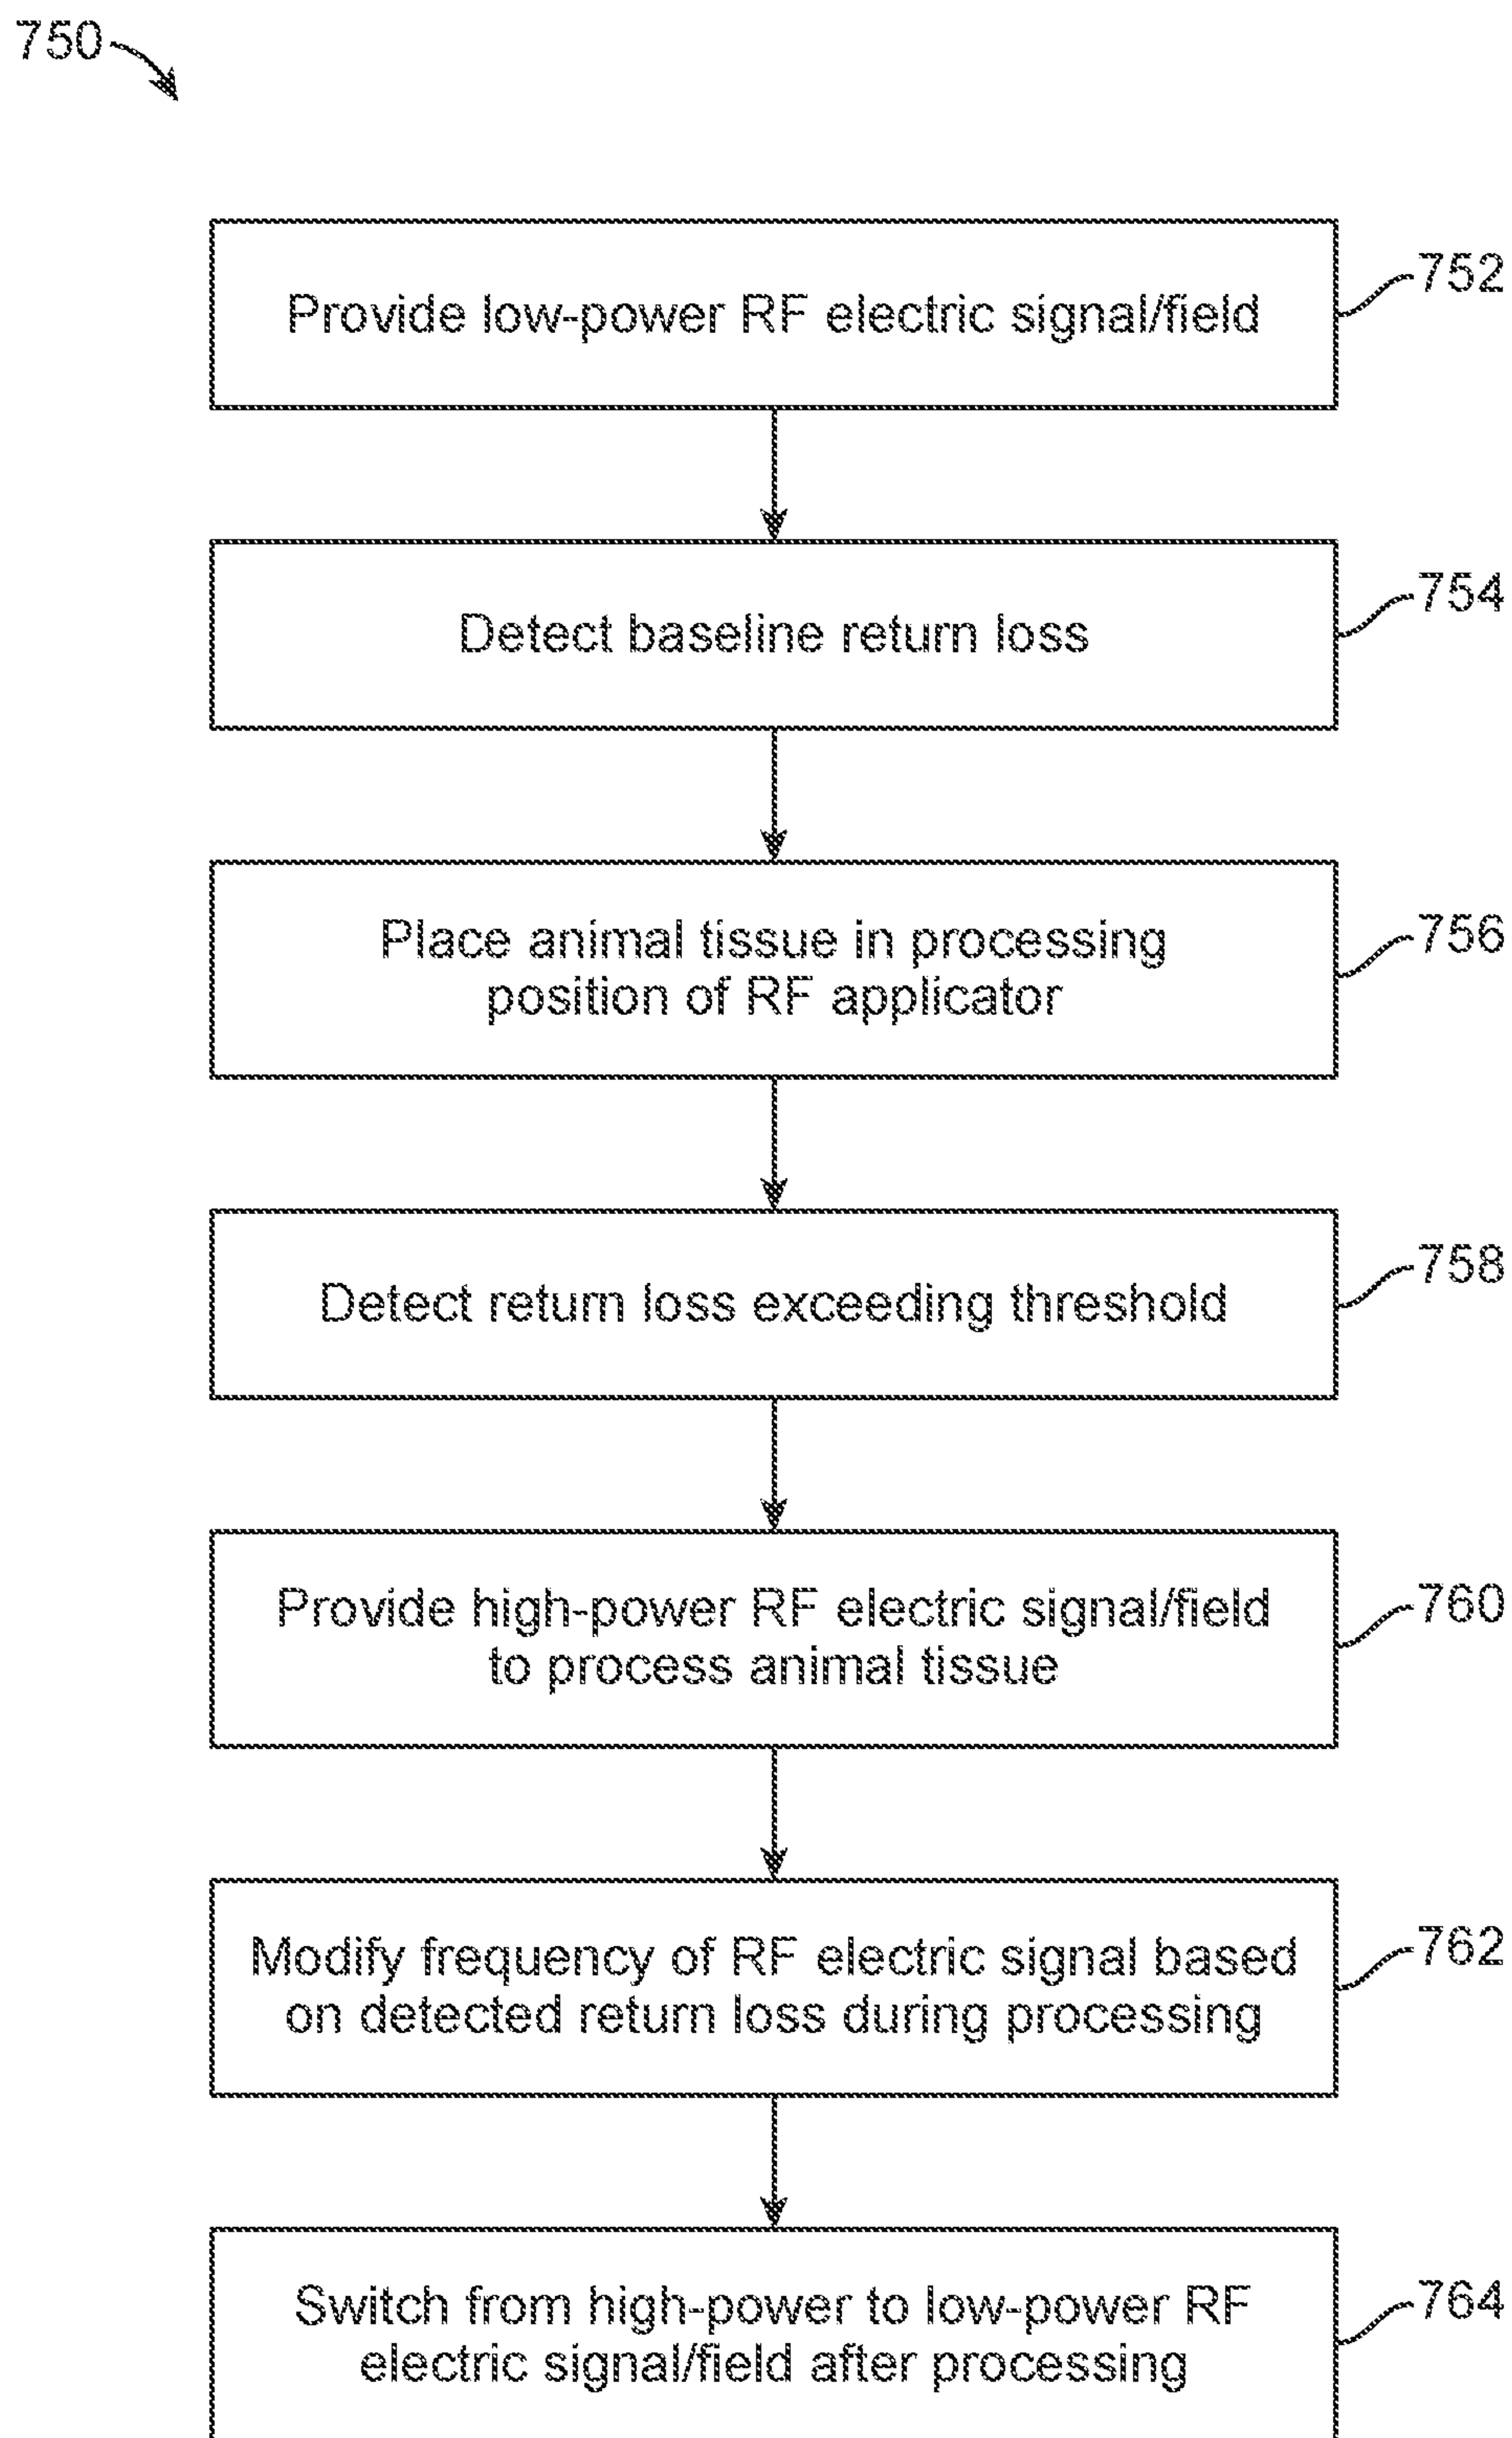 750
Provide low-power RF electric signal/field
752
Detect baseline return loss
754
Place animal tissue in processing
position of RF applicator
756
Detect return loss exceeding threshold
758
Provide high-power RF electric signal/field
to process animal tissue
760
Modify frequency of RF electric signal based
on detected return loss during processing
762
Switch from high-power to low-power RF
electric signal/field after processing
764